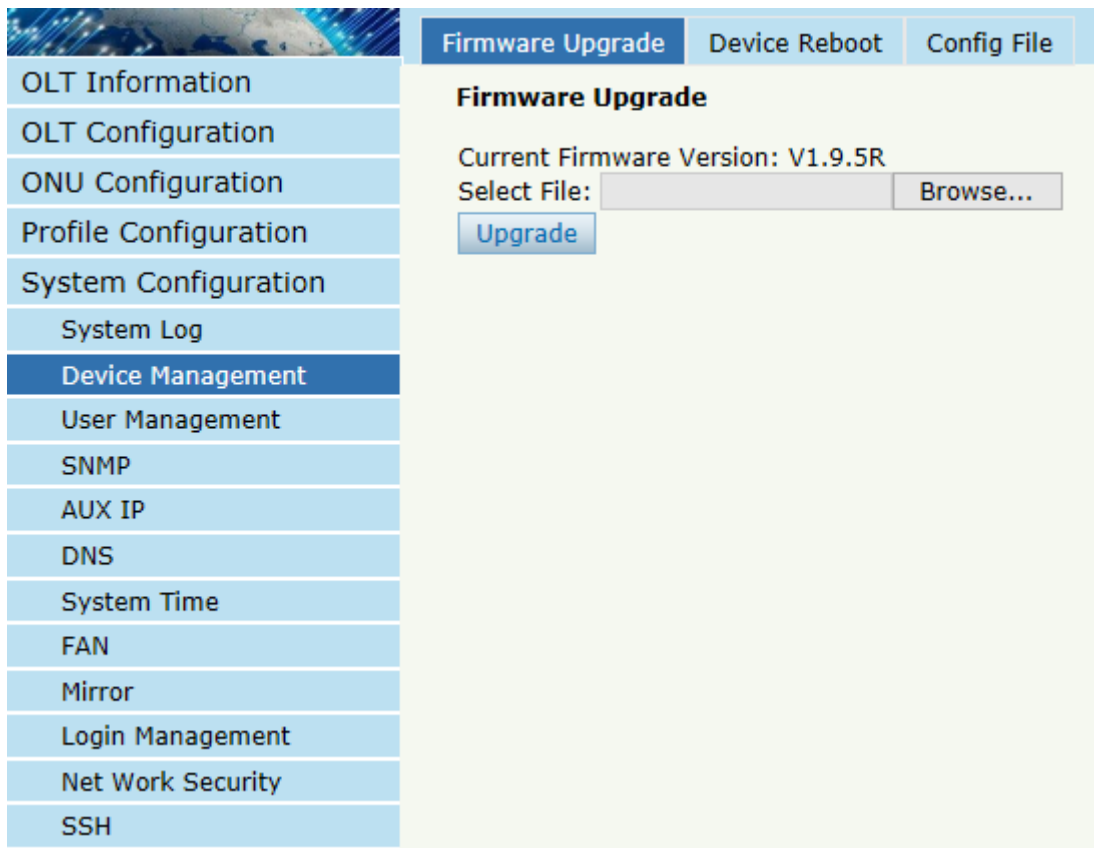 Firmware Upgrade
Device Reboot
Config File
OLT Information
OLT Configuration
ONU Configuration
Profile Configuration
System Configuration
System Log
Device Management
User Management
SNMP
AUX IP
DNS
System Time
FAN
Mirror
Login Management
Net Work Security
SSH
Firmware Upgrade
Current Firmware Version: V1.9.5R
Select File: Browse...
Upgrade